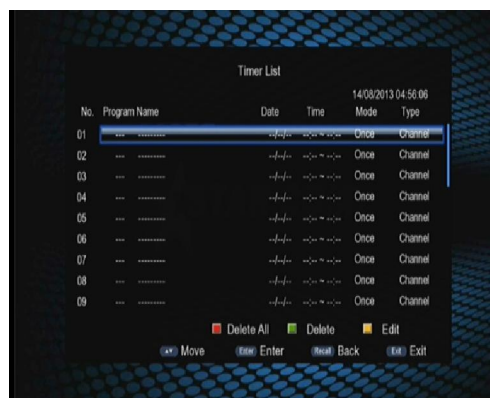 Timer List
14/08/2013 04:56:06
No. Program Name Date Time Mode Type
01 --- --------- --/--/-- --:-- ~ --:-- Once Channel
02 --- --------- --/--/-- --:-- ~ --:-- Once Channel
03 --- --------- --/--/-- --:-- ~ --:-- Once Channel
04 --- --------- --/--/-- --:-- ~ --:-- Once Channel
05 --- --------- --/--/-- --:-- ~ --:-- Once Channel
06 --- --------- --/--/-- --:-- ~ --:-- Once Channel
07 --- --------- --/--/-- --:-- ~ --:-- Once Channel
08 --- --------- --/--/-- --:-- ~ --:-- Once Channel
09 --- --------- --/--/-- --:-- ~ --:-- Once Channel
Delete All Delete Edit
▲▼ Move Enter Enter Recall Back Exit Exit